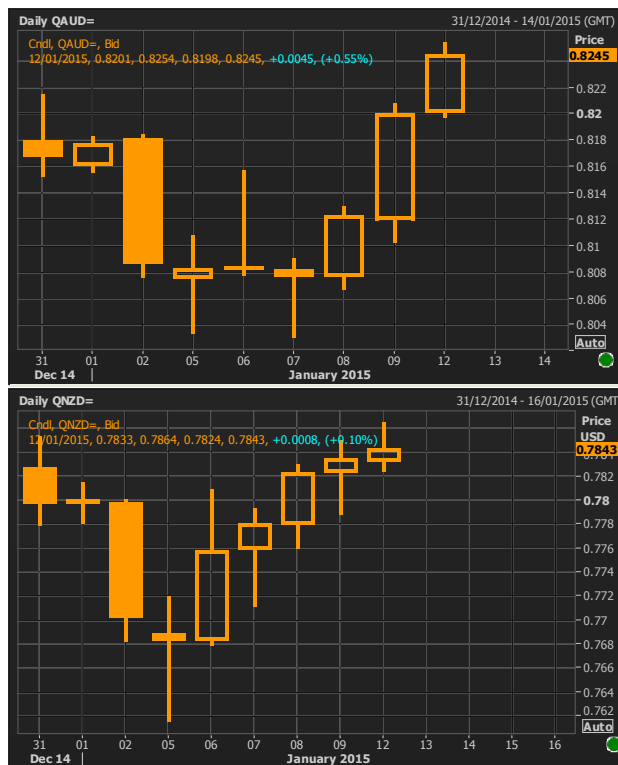 Daily QAUD= 31/12/2014 - 14/01/2015 (GMT)
Cndl, QAUD=, Bid
12/01/2015, 0.8201, 0.8254, 0.8198, 0.8245, +0.0045, (+0.55%)
Price
0.8245
0.822
0.82
0.818
0.816
0.814
0.812
0.81
0.808
0.806
0.804
Auto
31 01 02 05 06 07 08 09 12 13 14
Dec 14 January 2015
Daily QNZD= 31/12/2014 - 16/01/2015 (GMT
Cndl, QNZD=, Bid
12/01/2015, 0.7833, 0.7864, 0.7824, 0.7843, +0.0008, (+0.10%)
Price
USD
0.7843
0.784
0.782
0.78
0.778
0.776
0.774
0.772
0.77
0.768
0.766
0.764
0.762
Auto
31 01 02 05 06 07 08 09 12 13 14 15 16
Dec 14 January 2015